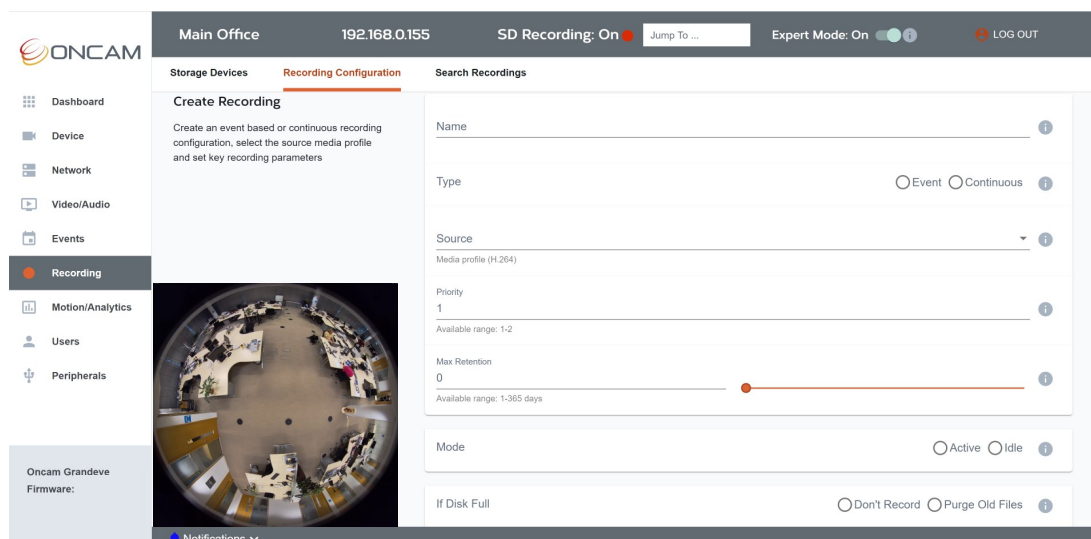 ONCAM
Main Office 192.168.0.155 SD Recording: On Jump To ... Expert Mode: On LOG OUT
Storage Devices Recording Configuration Search Recordings
Dashboard
Device
Network
Video/Audio
Events
Recording
Motion/Analytics
Users
Peripherals
Oncam Grandeve
Firmware:
Create Recording
Create an event based or continuous recording
configuration, select the source media profile
and set key recording parameters
Name
Type Event Continuous
Source
Media profile (H.264)
Priority
1
Available range: 1-2
Max Retention
0
Available range: 1-365 days
Mode Active Idle
If Disk Full Don't Record Purge Old Files
Notifications